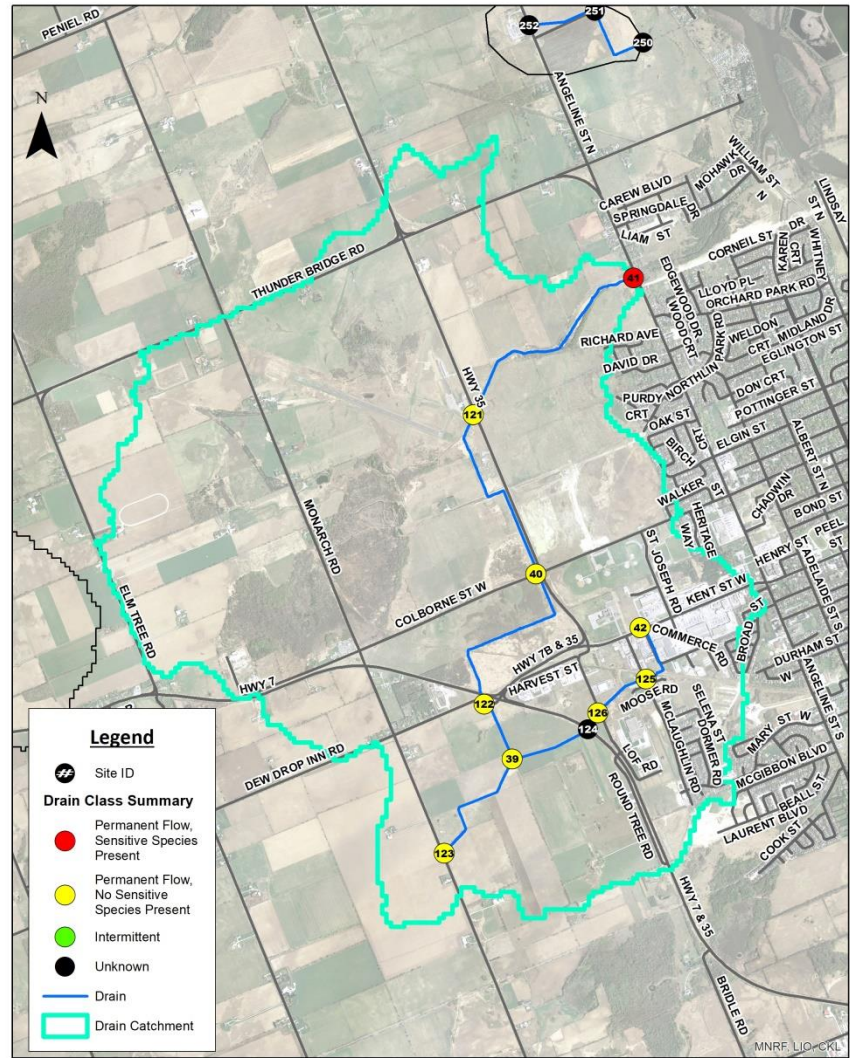 PENIEL RD
252
251
250
N
ANGELINE ST N
WILLIAM ST N
MOHAWK DR
CAREW BLVD
SPRINGDALE DR
LIAM ST
LINDSAY ST N
CORNEIL ST
DR
KAREN CRT
WHITNEY
THUNDER BRIDGE RD
41
EDGEWOOD DR
WOOD CRT
LLOYD PL
ORCHARD PARK RD
RICHARD AVE
DAVID DR
NORTHLIN PARK RD
WELDON CRT
MIDLAND DR
EGLINGTON ST
HWY 35
121
PURDY CRT
DON CRT
POTTINGER ST
OAK ST
BIRCH CRT
ELGIN ST
ALBERT ST N
WALKER ST
CHADWIN DR
BOND ST
HERITAGE WAY
HENRY ST
PEEL ST
MONARCH RD
ST JOSEPH RD
40
COLBORNE ST W
KENT ST W
ADELAIDE ST S
ELM TREE RD
42
COMMERCE RD
BROAD ST
HWY 7B & 35
DURHAM ST W
HWY 7
HARVEST ST
125
MOOSE RD
122
126
124
SELENA ST
DORMER RD
MCLAUGHLIN RD
MARY ST W
ANGELINE ST S
DEW DROP INN RD
39
LOF RD
MCGIBBON BLVD
ROUND TREE RD
BEALL ST
LAURENT BLVD
COOK ST
123
HWY 7 & 35
BRIDLE RD
Legend
# Site ID
Drain Class Summary
Permanent Flow,
Sensitive Species
Present
Permanent Flow,
No Sensitive
Species Present
Intermittent
Unknown
Drain
Drain Catchment
MNRF, LIO, CKL